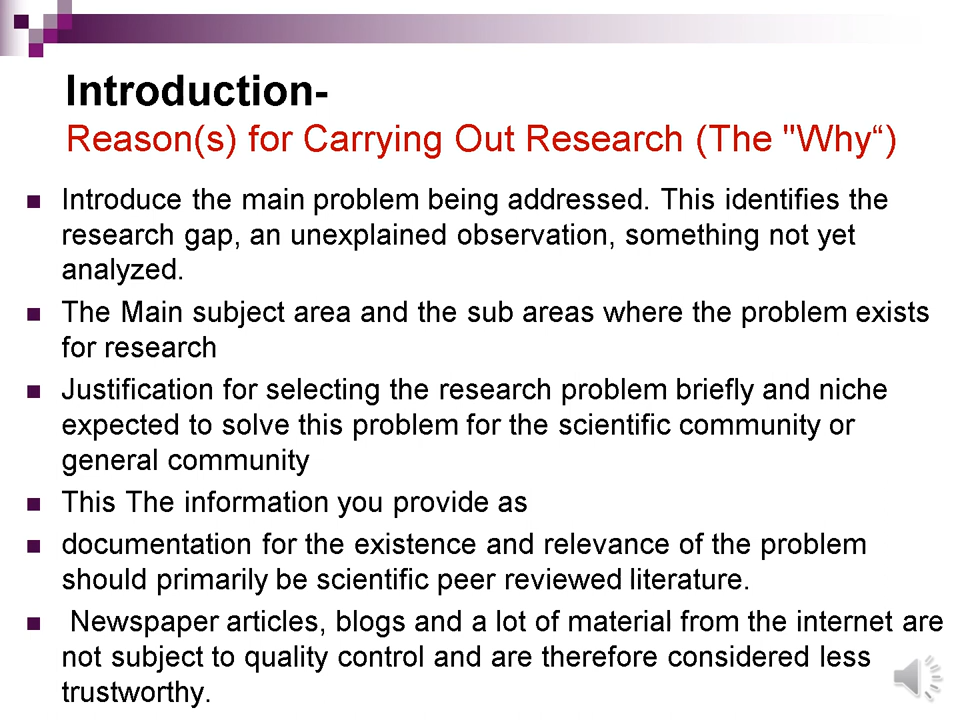 Introduction-
Reason(s) for Carrying Out Research (The "Why“)
■ Introduce the main problem being addressed. This identifies the
research gap, an unexplained observation, something not yet
analyzed.
■ The Main subject area and the sub areas where the problem exists
for research
■ Justification for selecting the research problem briefly and niche
expected to solve this problem for the scientific community or
general community
■ This The information you provide as
■ documentation for the existence and relevance of the problem
should primarily be scientific peer reviewed literature.
■ Newspaper articles, blogs and a lot of material from the internet are
not subject to quality control and are therefore considered less
trustworthy.